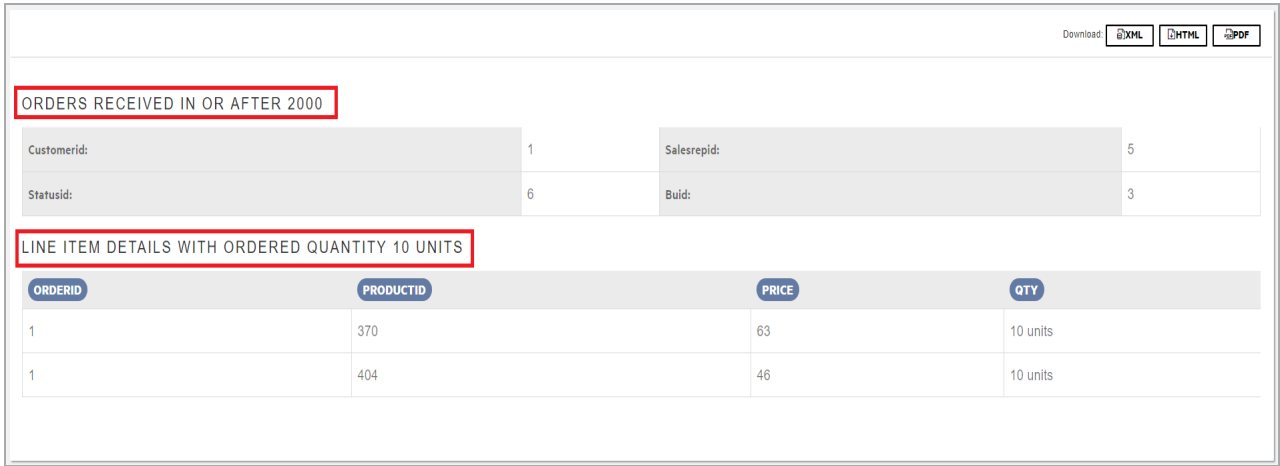 Download: XML HTML PDF
ORDERS RECEIVED IN OR AFTER 2000
Customerid: 1 Salesrepid: 5
Statusid: 6 Buid: 3
LINE ITEM DETAILS WITH ORDERED QUANTITY 10 UNITS
ORDERID PRODUCTID PRICE QTY
1 370 63 10 units
1 404 46 10 units